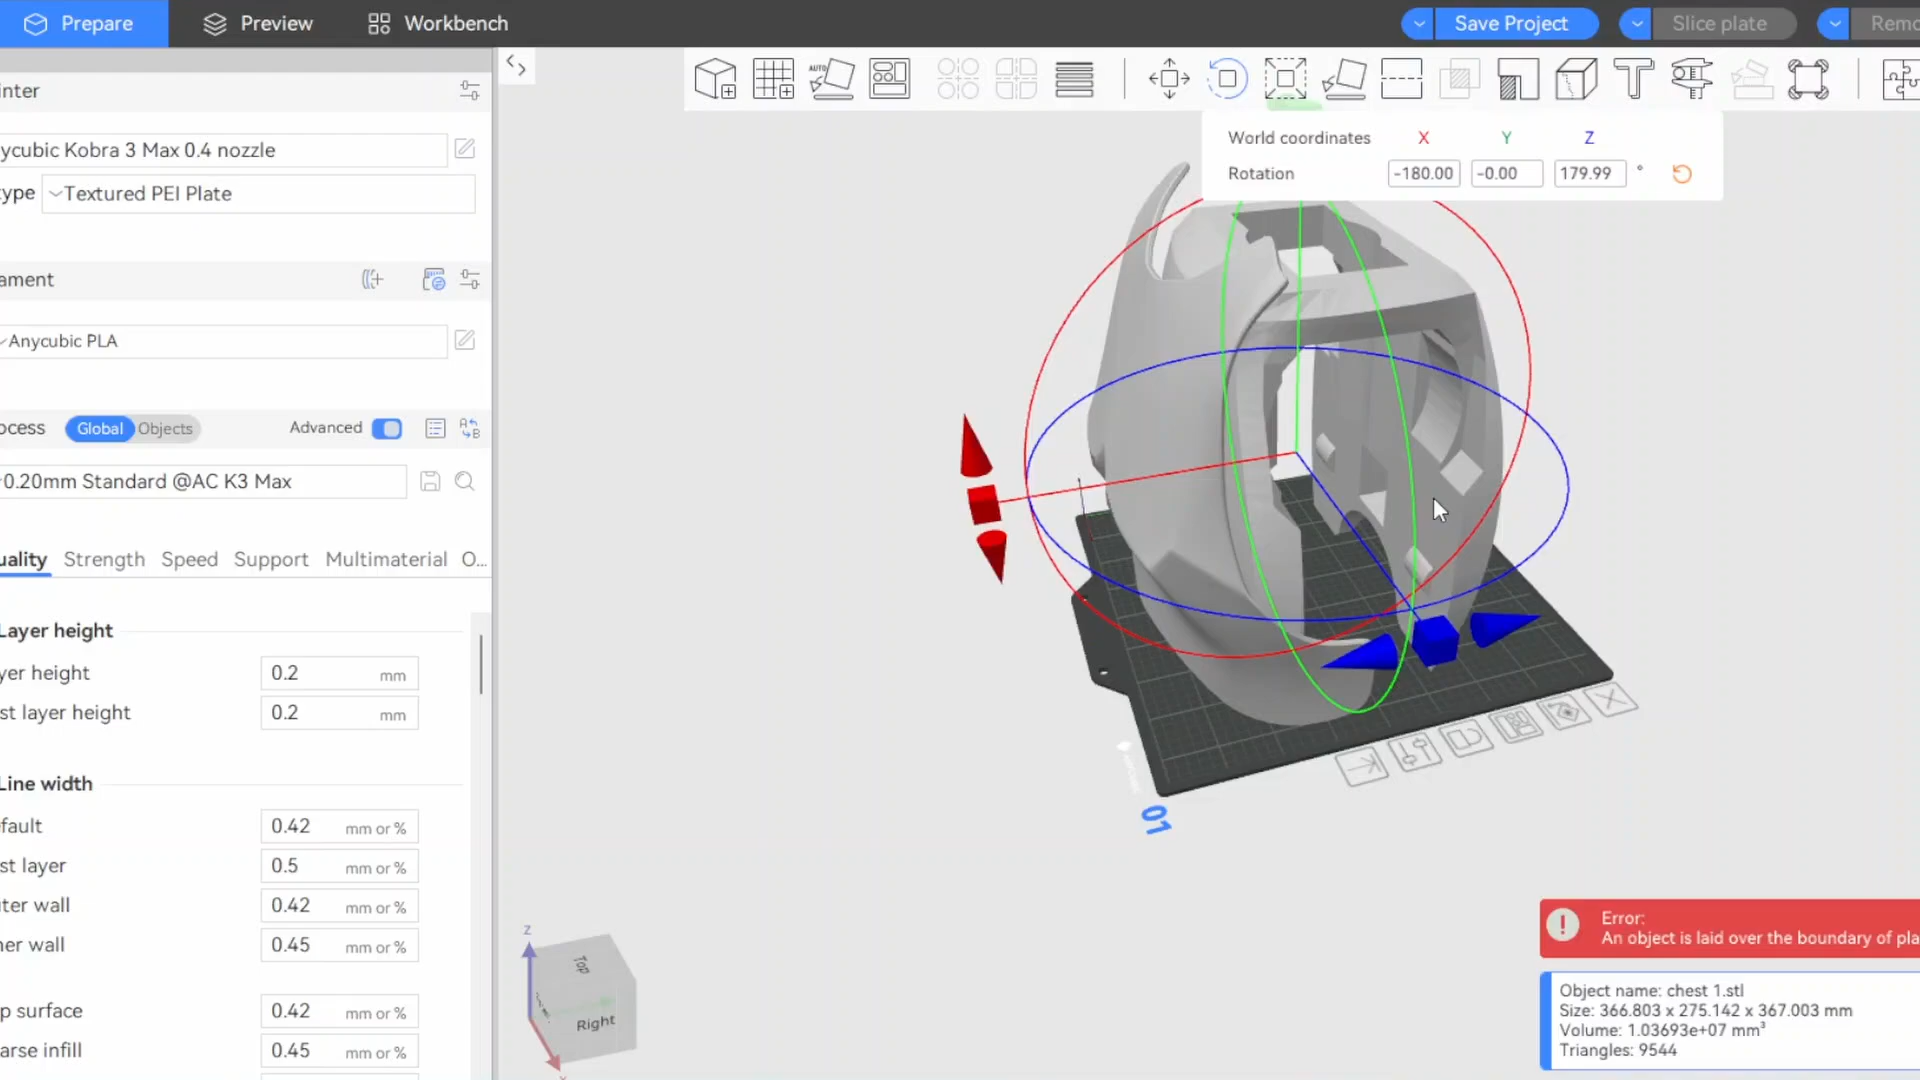 Prepare
Preview
Workbench
Save Project
Slice plate
Remo
inter
ycubic Kobra 3 Max 0.4 nozzle
ype
Textured PEI Plate
AUTO
World coordinates X Y Z
Rotation -180.00 -0.00 179.99 °
ament
Anycubic PLA
ocess
Global
Objects
Advanced
0.20mm Standard @AC K3 Max
uality
Strength
Speed
Support
Multimaterial
O...
Layer height
yer height 0.2 mm
st layer height 0.2 mm
Line width
fault 0.42 mm or %
st layer 0.5 mm or %
ter wall 0.42 mm or %
ner wall 0.45 mm or %
p surface 0.42 mm or %
arse infill 0.45 mm or %
01
Z
Top
Right
Error:
An object is laid over the boundary of pla
Object name: chest 1.stl
Size: 366.803 x 275.142 x 367.003 mm
Volume: 1.03693e+07 mm³
Triangles: 9544